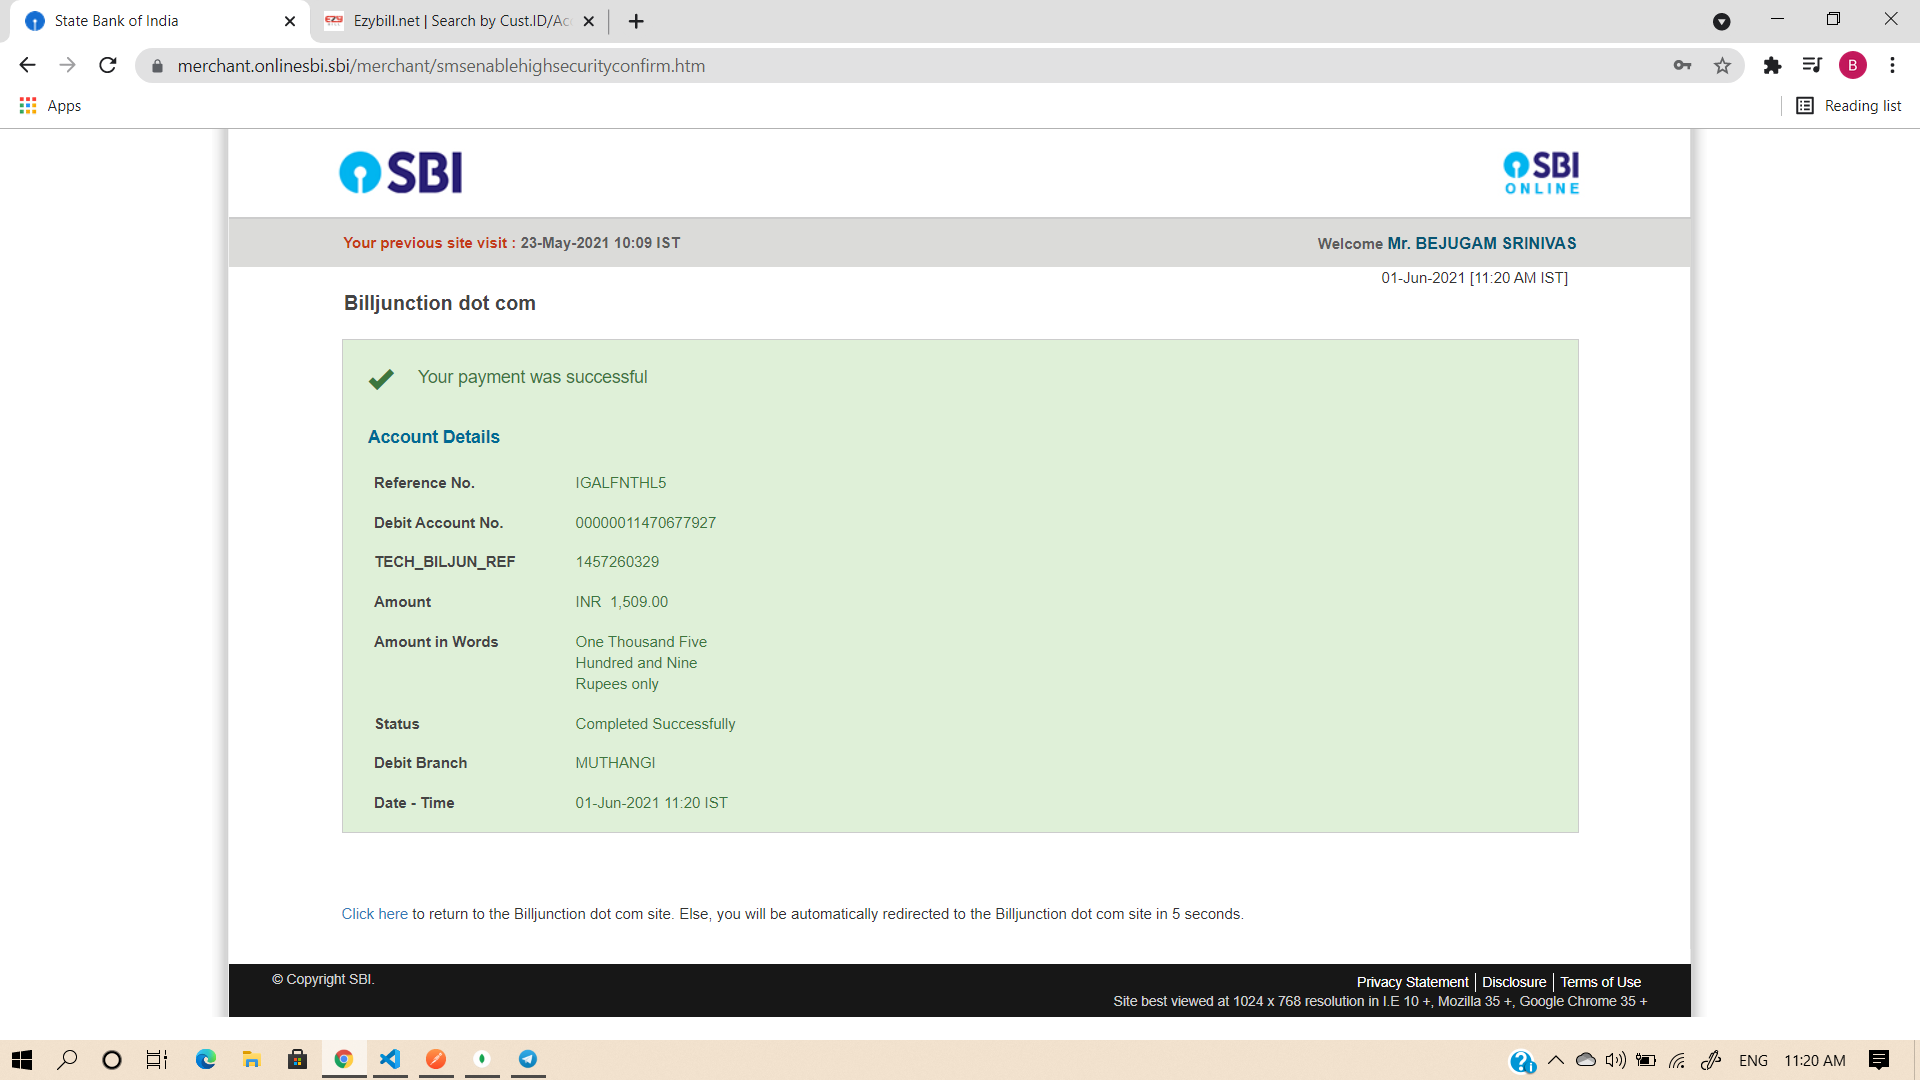 State Bank of India
Ezybill.net | Search by Cust.ID/Ac
merchant.onlinesbi.sbi/merchant/smsenablehighsecurityconfirm.htm
B
Apps
Reading list
SBI
SBI
ONLINE
Your previous site visit : 23-May-2021 10:09 IST
Welcome Mr. BEJUGAM SRINIVAS
01-Jun-2021 [11:20 AM IST]
Billjunction dot com
Your payment was successful
Account Details
Reference No. IGALFNTHL5
Debit Account No. 00000011470677927
TECH_BILJUN_REF 1457260329
Amount INR 1,509.00
Amount in Words One Thousand Five
Hundred and Nine
Rupees only
Status Completed Successfully
Debit Branch MUTHANGI
Date - Time 01-Jun-2021 11:20 IST
Click here to return to the Billjunction dot com site. Else, you will be automatically redirected to the Billjunction dot com site in 5 seconds.
© Copyright SBI.
Privacy Statement | Disclosure | Terms of Use
Site best viewed at 1024 x 768 resolution in I.E 10 +, Mozilla 35 +, Google Chrome 35 +
ENG 11:20 AM